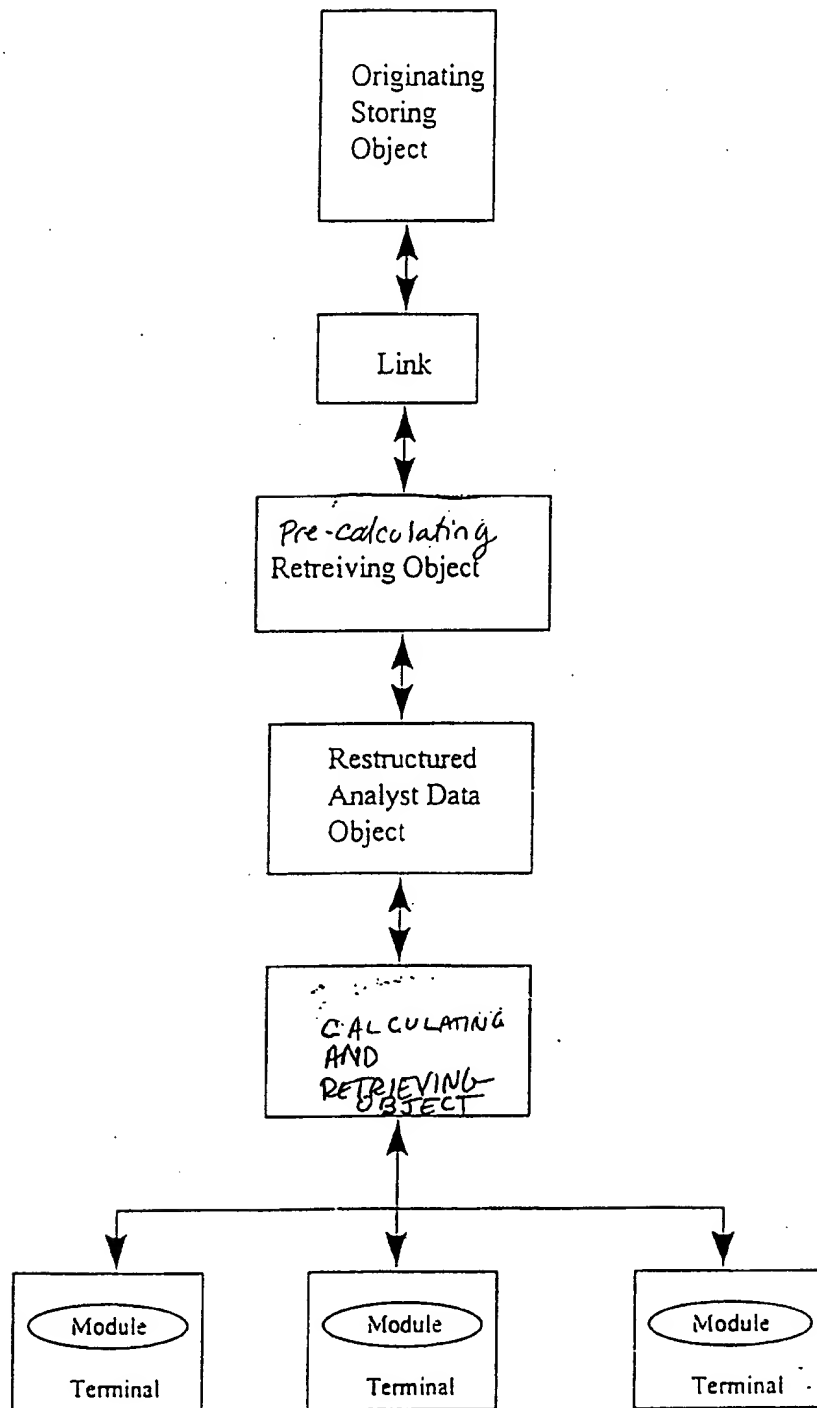 Originating
Storing
Object
Link
Pre-calculating
Retreiving Object
Restructured
Analyst Data
Object
CALCULATING
AND
RETRIEVING
OBJECT
Module
Module
Module
Terminal
Terminal
Terminal